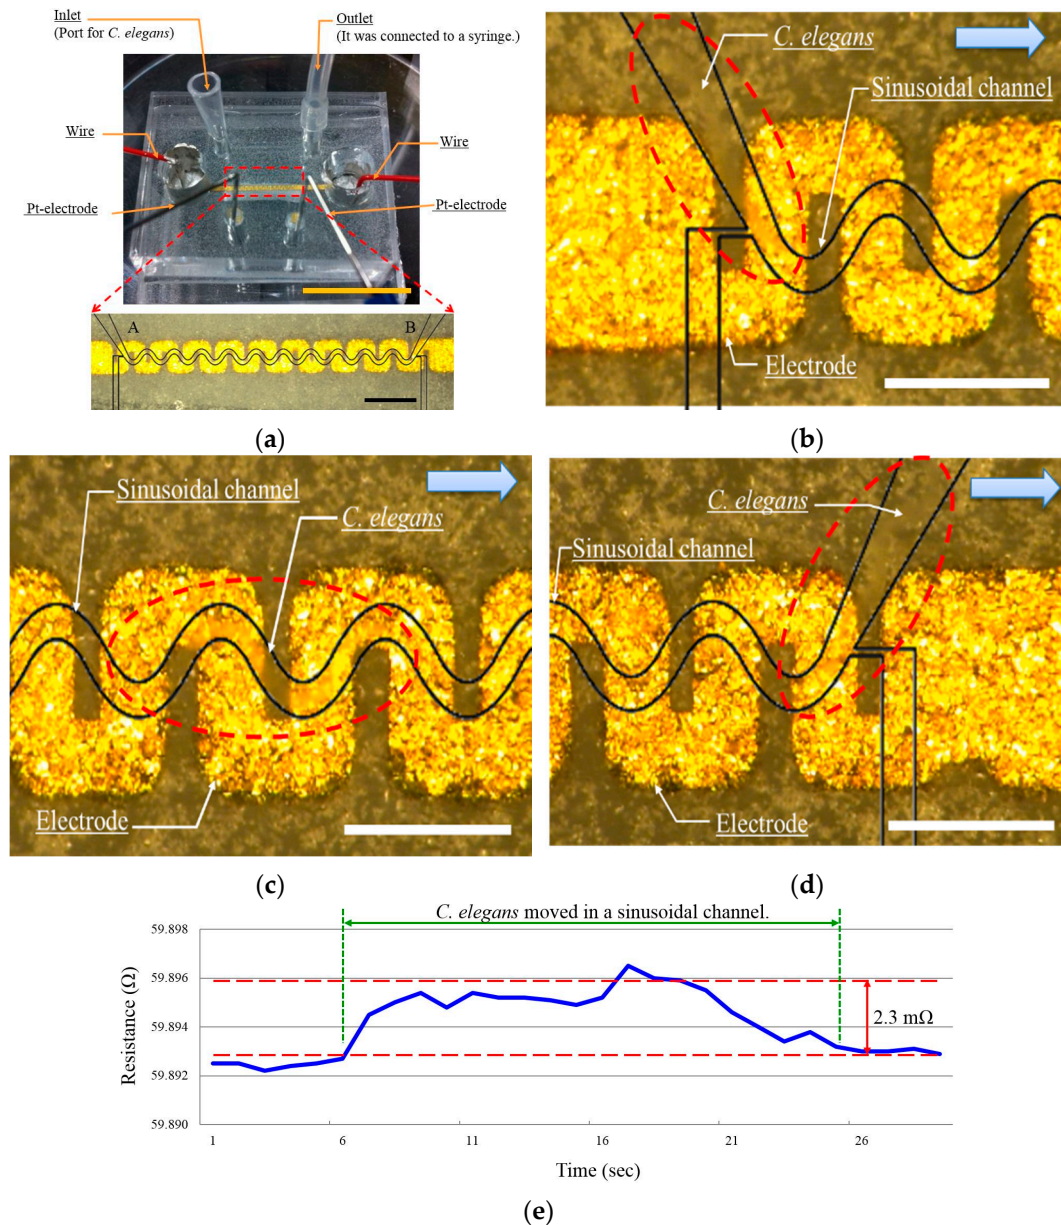 Inlet
(Port for C. elegans)
Outlet
(It was connected to a syringe.)
Wire
Wire
Pt-electrode
Pt-electrode
A
B
(a)
C. elegans
Sinusoidal channel
Electrode
(b)
Sinusoidal channel
C. elegans
Electrode
(c)
C. elegans
Sinusoidal channel
Electrode
(d)
C. elegans moved in a sinusoidal channel.
59.898
59.896
59.894
59.892
59.890
Resistance (Ω)
2.3 mΩ
1
6
11
16
21
26
Time (sec)
(e)